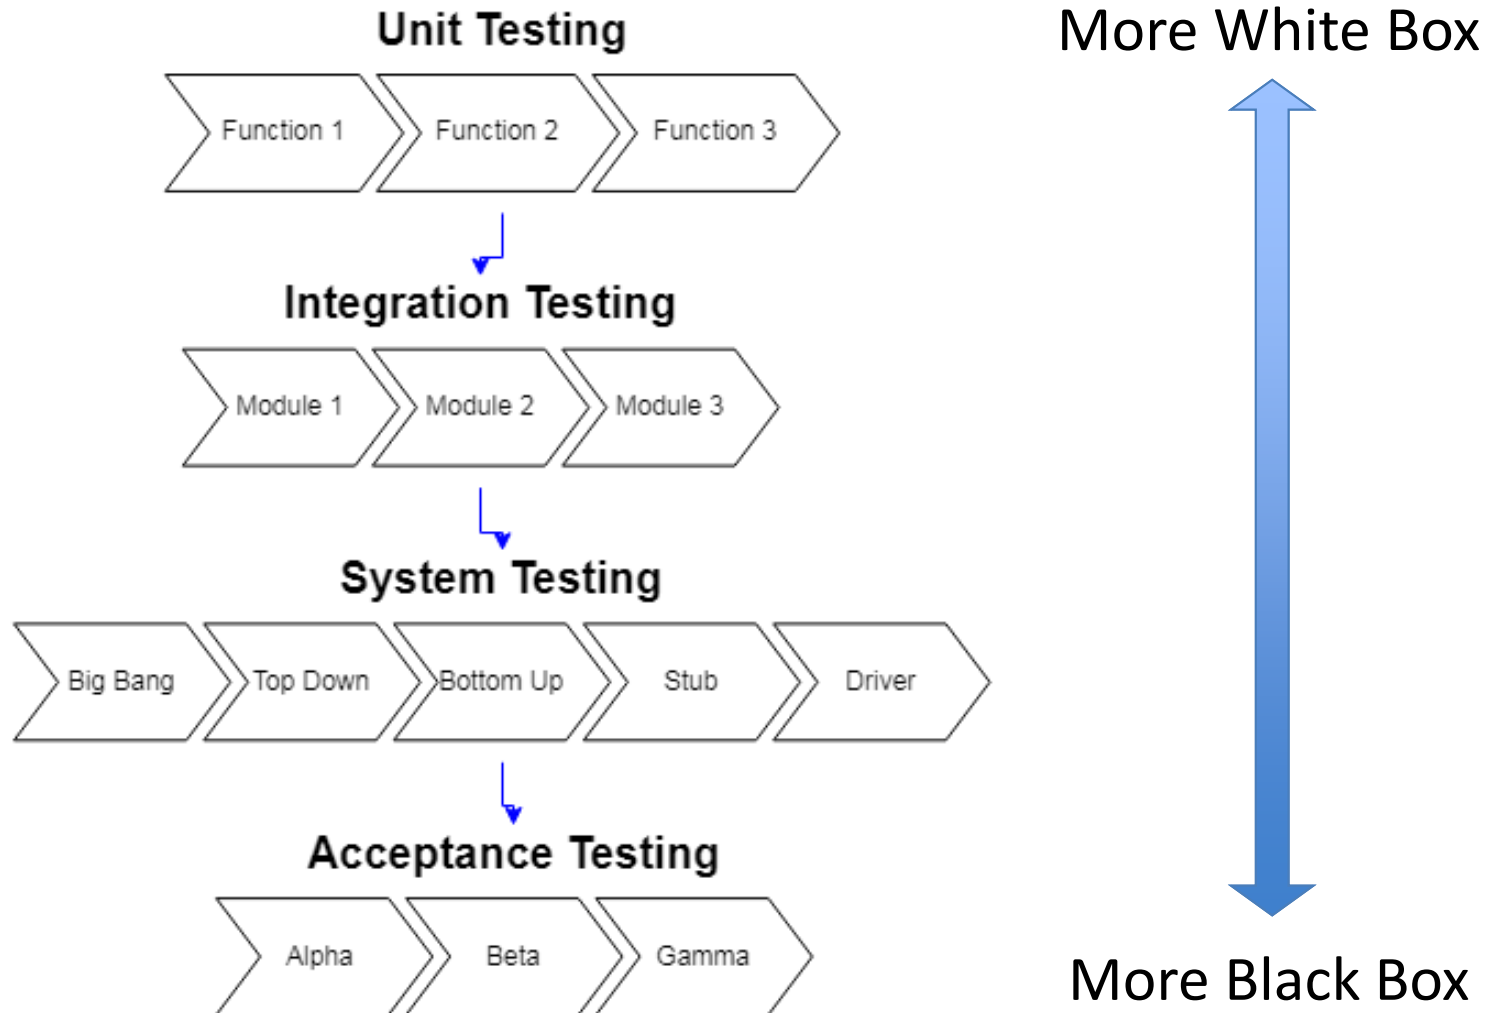 Unit Testing
More White Box
Function 1
Function 2
Function 3
Integration Testing
Module 1
Module 2
Module 3
System Testing
Big Bang
Top Down
Bottom Up
Stub
Driver
Acceptance Testing
Alpha
Beta
Gamma
More Black Box